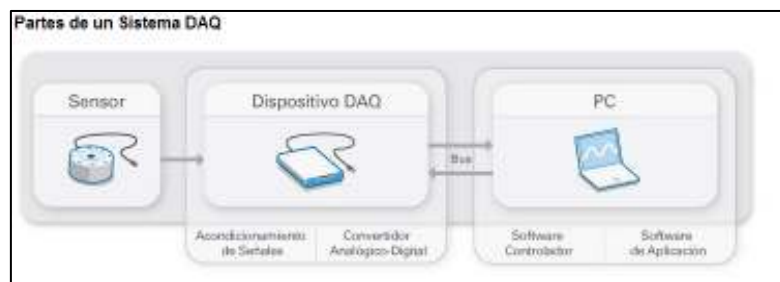 Partes de un Sistema DAQ
Sensor
Dispositivo DAQ
PC
Bus
Acondicionamiento
de Señales
Convertidor
Analógico-Digital
Software
Controlador
Software
de Aplicación